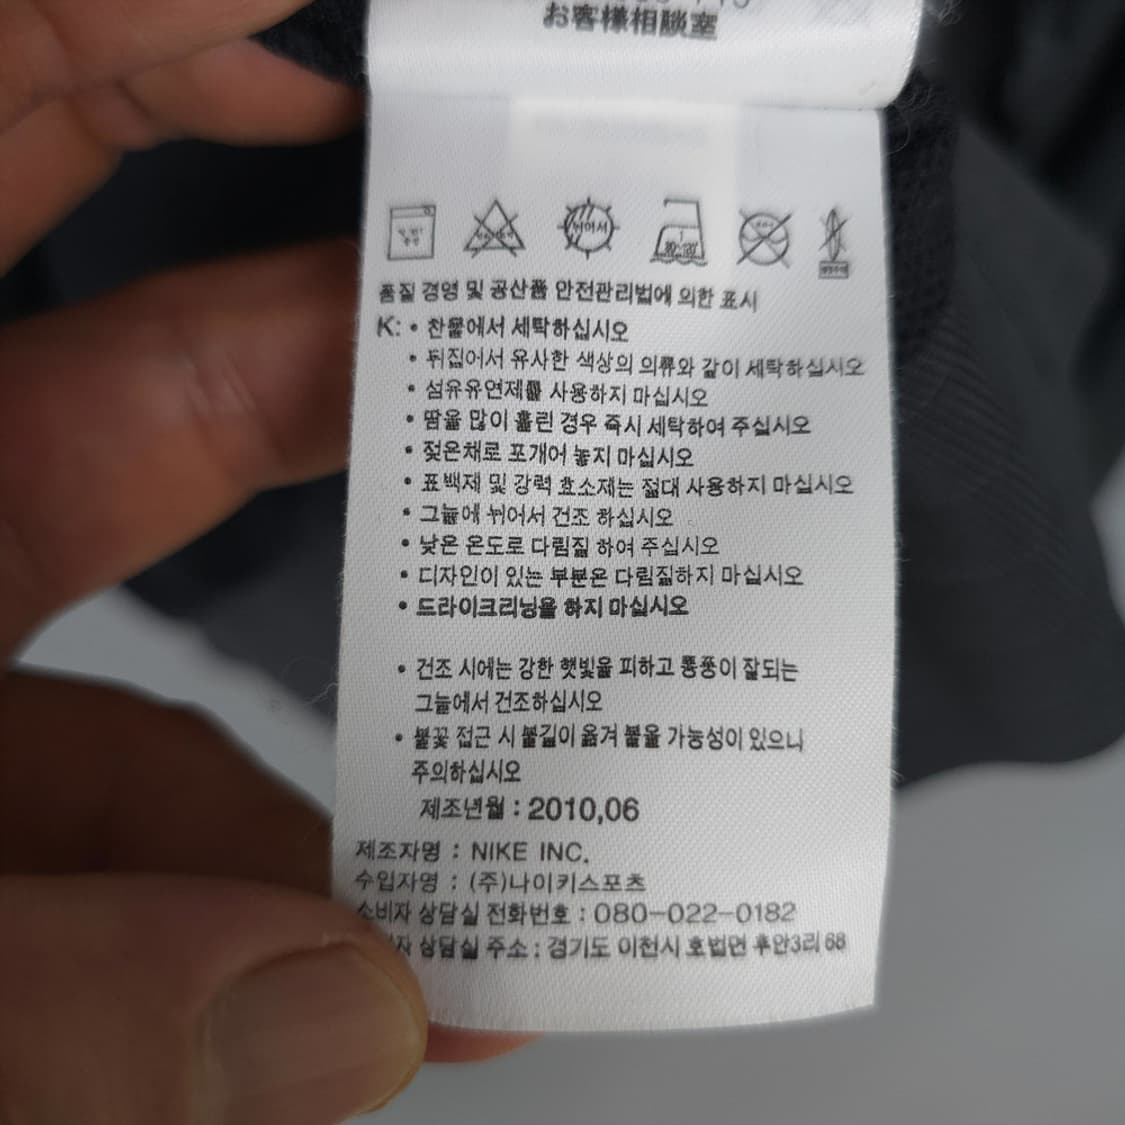 お客様相談室
뉘어서
품질 경영 및 공산품 안전관리법에 의한 표시
K: • 찬물에서 세탁하십시오
• 뒤집어서 유사한 색상의 의류와 같이 세탁하십시오
• 섬유유연제를 사용하지 마십시오
• 땀을 많이 흘린 경우 즉시 세탁하여 주십시오
• 젖은채로 포개어 놓지 마십시오
• 표백제 및 강력 효소제는 절대 사용하지 마십시오
• 그늘에 뉘어서 건조 하십시오
• 낮은 온도로 다림질 하여 주십시오
• 디자인이 있는 부분은 다림질하지 마십시오
• 드라이크리닝을 하지 마십시오
• 건조 시에는 강한 햇빛을 피하고 통풍이 잘되는
그늘에서 건조하십시오
• 불꽃 접근 시 불길이 옮겨 붙을 가능성이 있으니
주의하십시오
제조년월 : 2010,06
제조자명 : NIKE INC.
수입자명 : (주)나이키스포츠
소비자 상담실 전화번호 : 080-022-0182
자 상담실 주소 : 경기도 이천시 호법면 후안3리 68